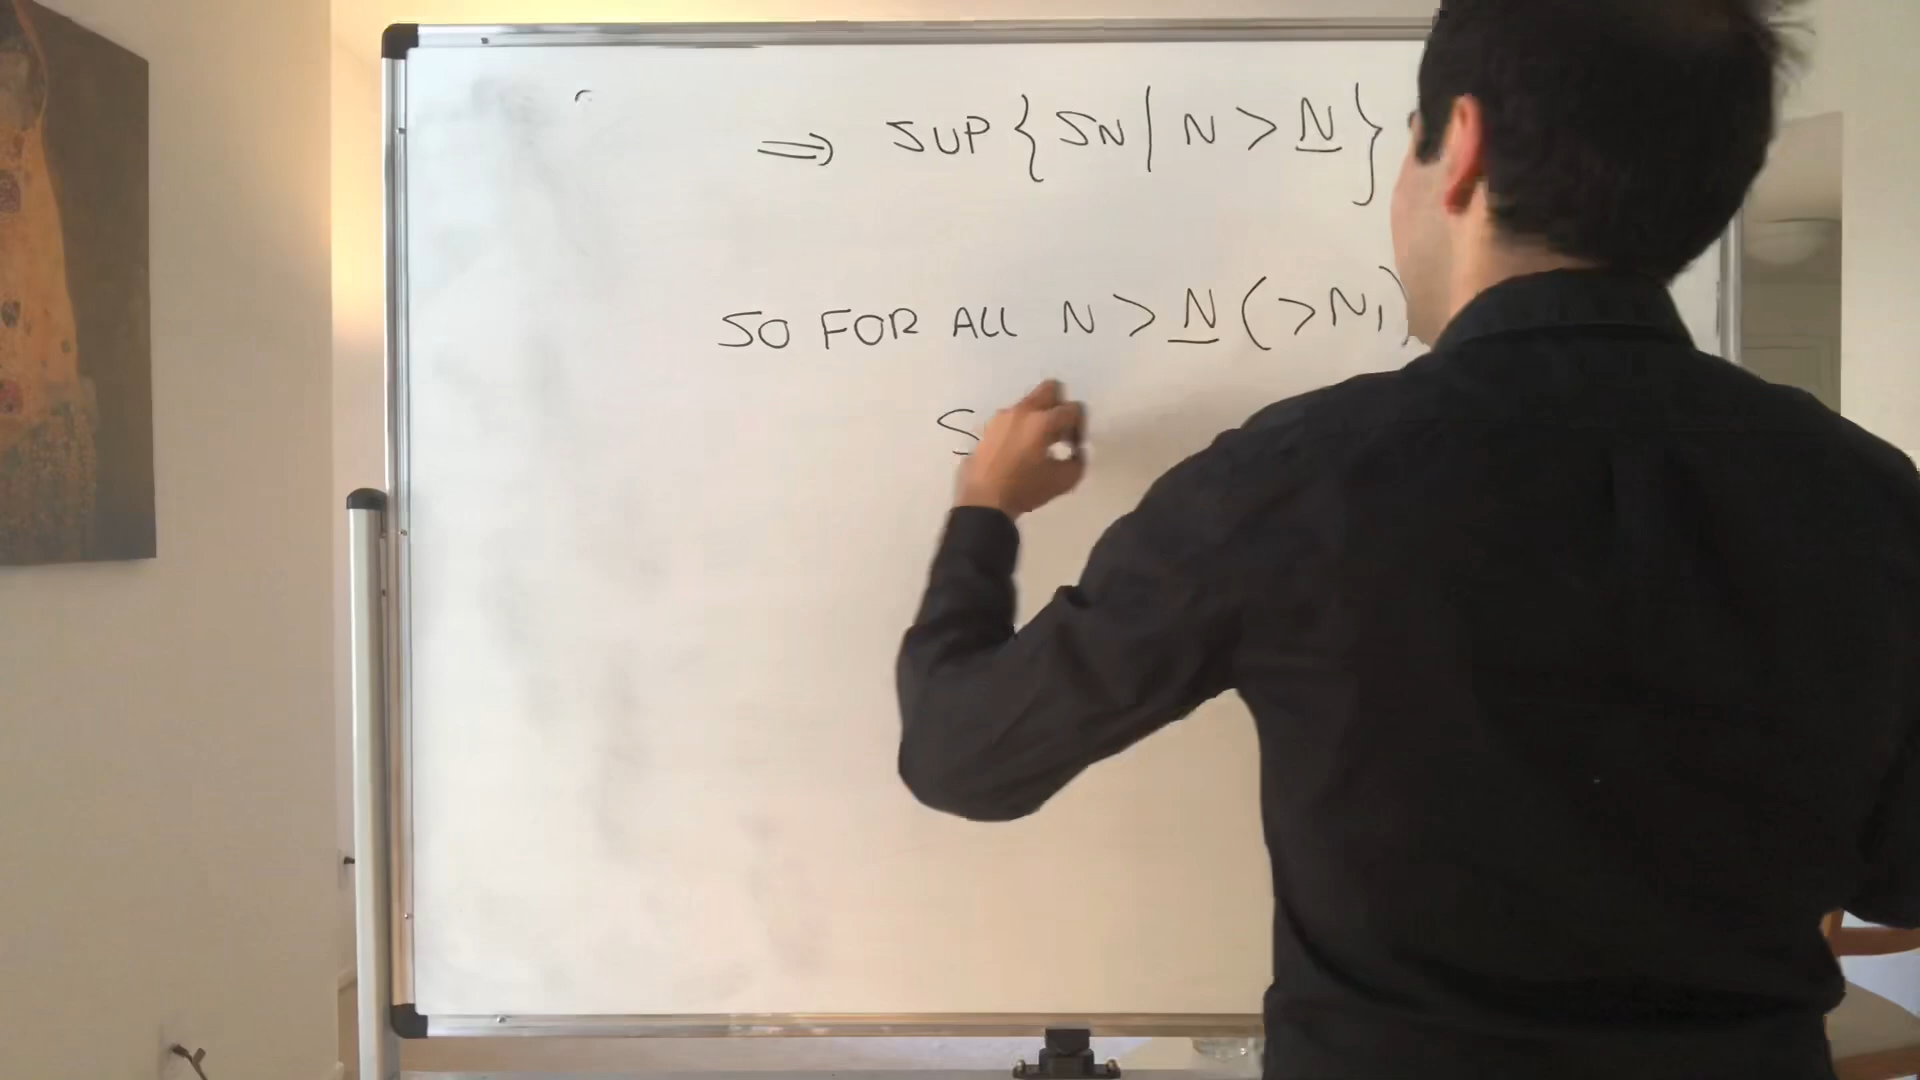 ⇒ SUP { SN | N > N }
SO FOR ALL N > N (> N1)
S